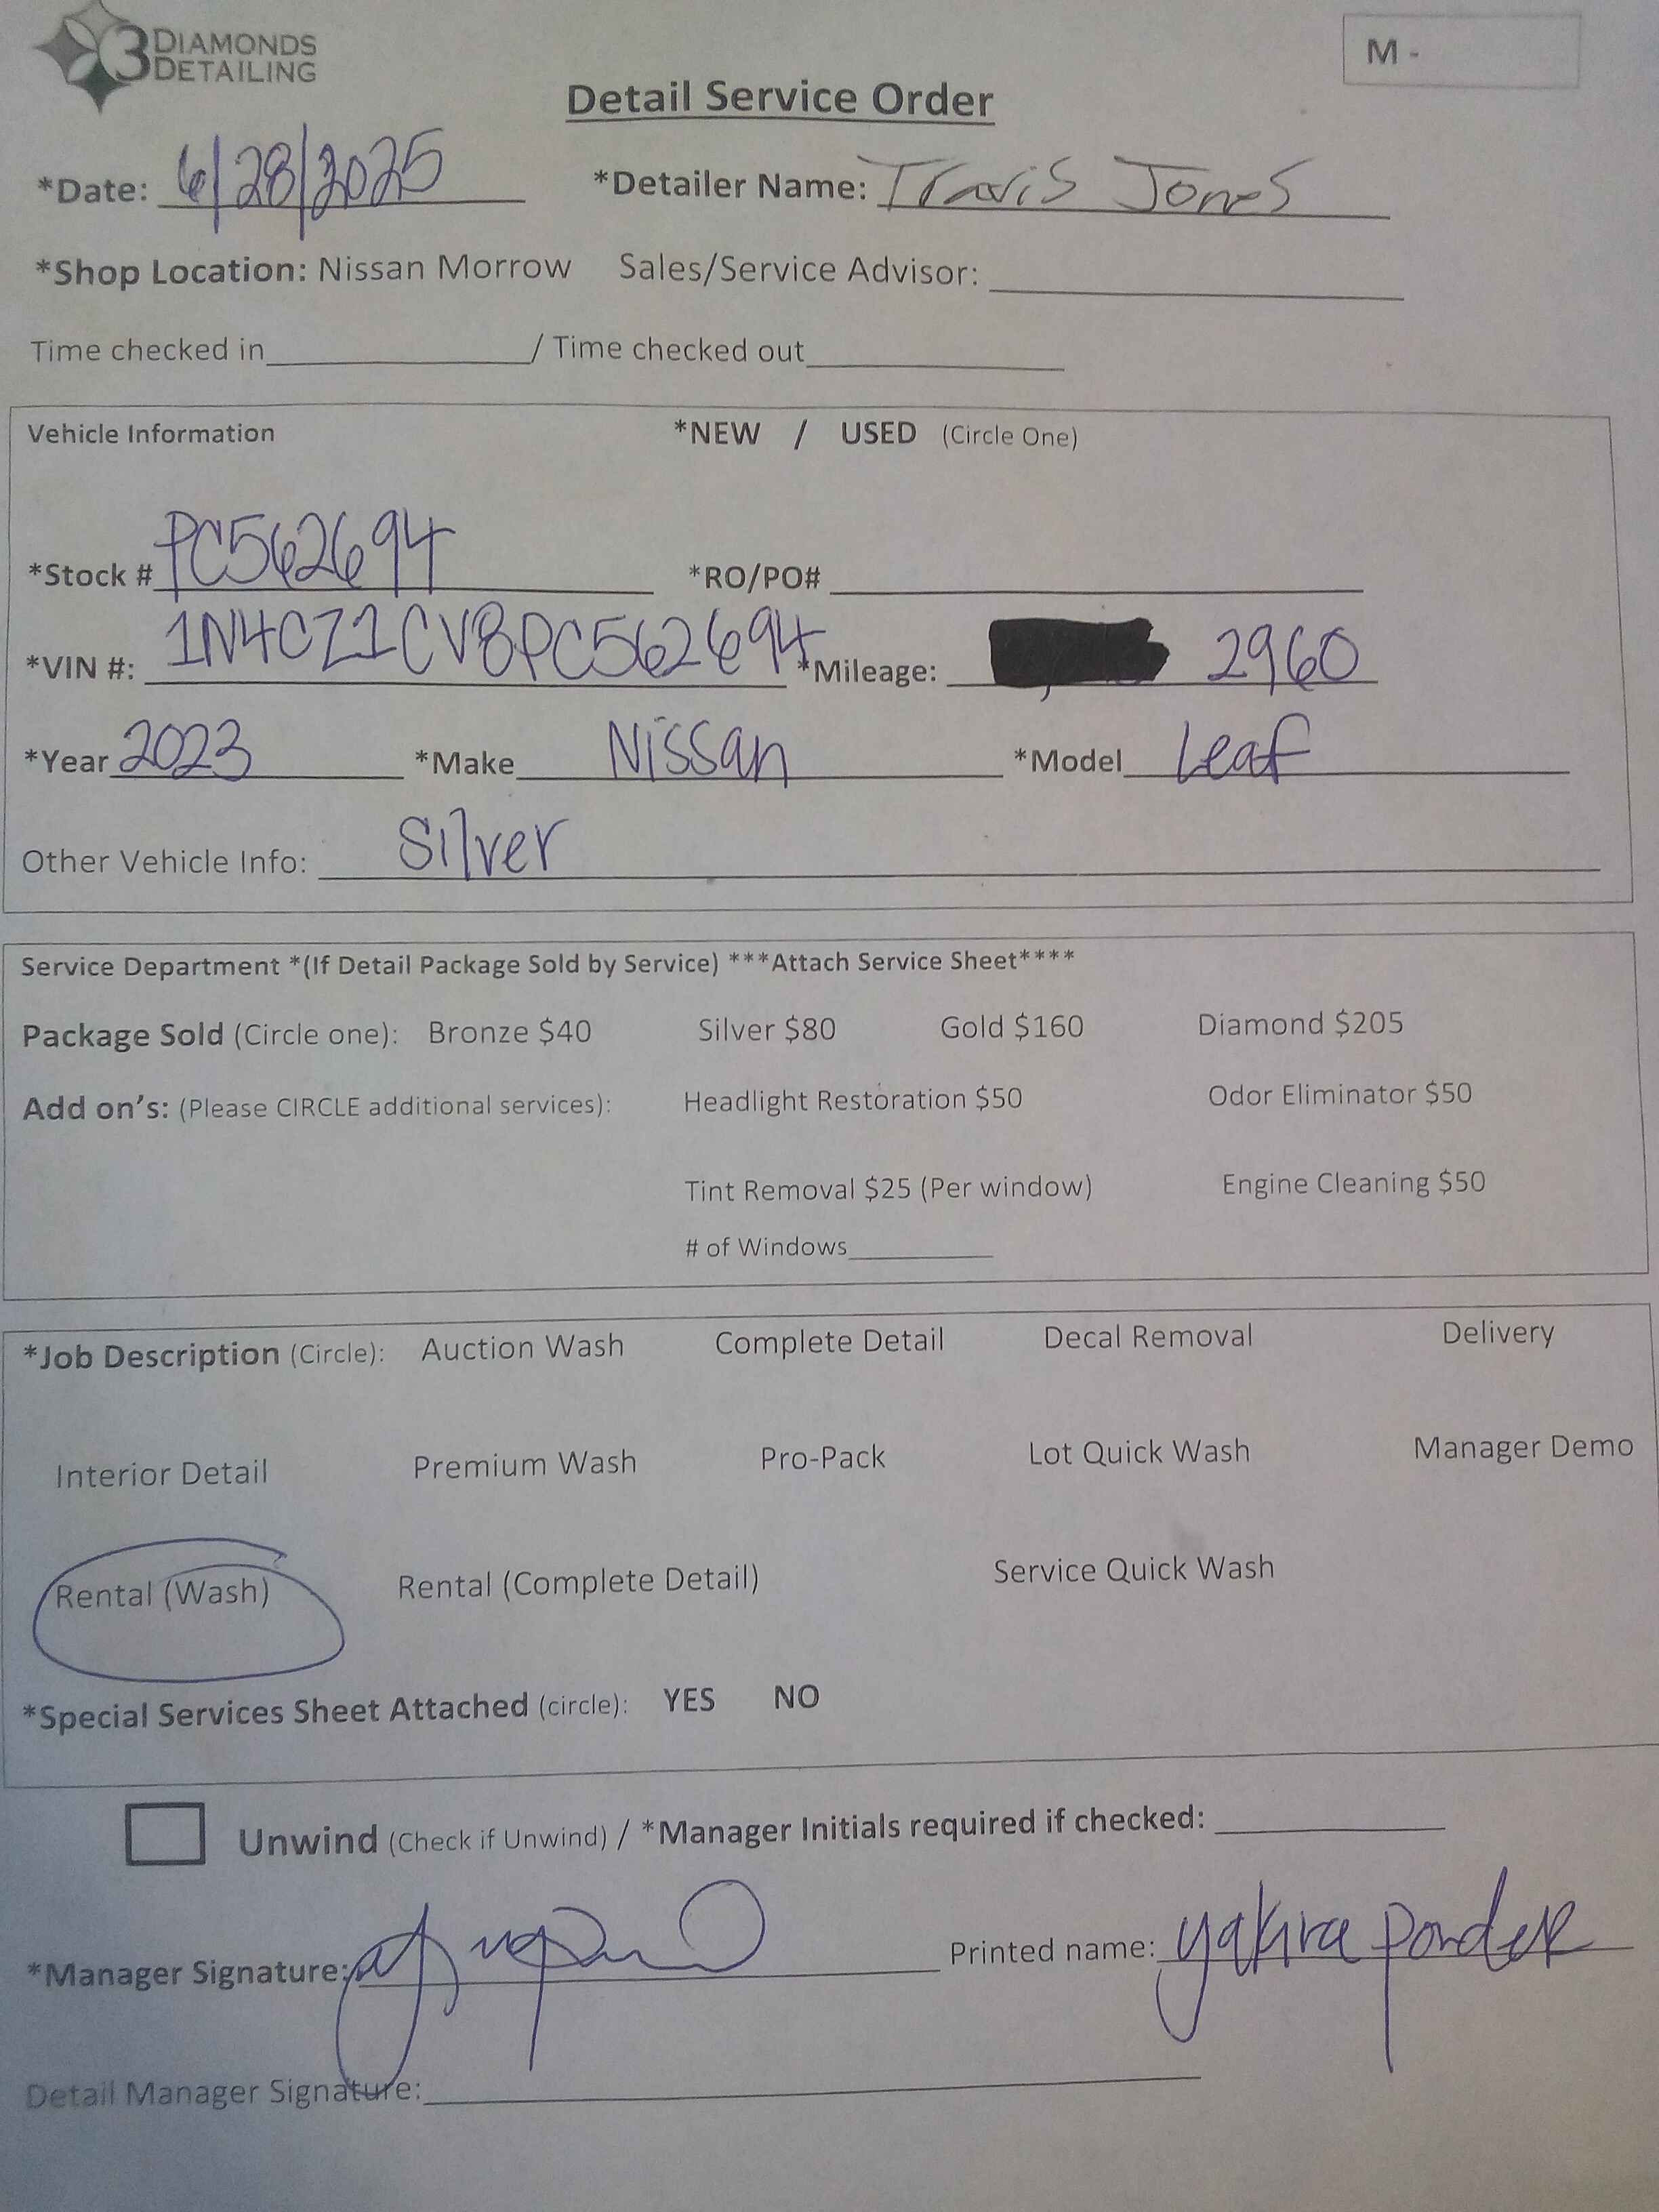 3 DIAMONDS
DETAILING
M -
Detail Service Order
*Date: 6/28/2025 *Detailer Name: Travis Jones
*Shop Location: Nissan Morrow Sales/Service Advisor:
Time checked in / Time checked out
Vehicle Information *NEW / USED (Circle One)
*Stock # PC562694 *RO/PO#
*VIN #: 1N4CZ1CV8PC562694 *Mileage: 2960
*Year 2023 *Make Nissan *Model Leaf
Other Vehicle Info: Silver
Service Department *(If Detail Package Sold by Service) ***Attach Service Sheet****
Package Sold (Circle one): Bronze $40 Silver $80 Gold $160 Diamond $205
Add on's: (Please CIRCLE additional services): Headlight Restoration $50 Odor Eliminator $50
Tint Removal $25 (Per window) Engine Cleaning $50
# of Windows
*Job Description (Circle): Auction Wash Complete Detail Decal Removal Delivery
Interior Detail Premium Wash Pro-Pack Lot Quick Wash Manager Demo
Rental (Wash) Rental (Complete Detail) Service Quick Wash
*Special Services Sheet Attached (circle): YES NO
Unwind (Check if Unwind) / *Manager Initials required if checked:
*Manager Signature: Printed name: yakira ponder
Detail Manager Signature: